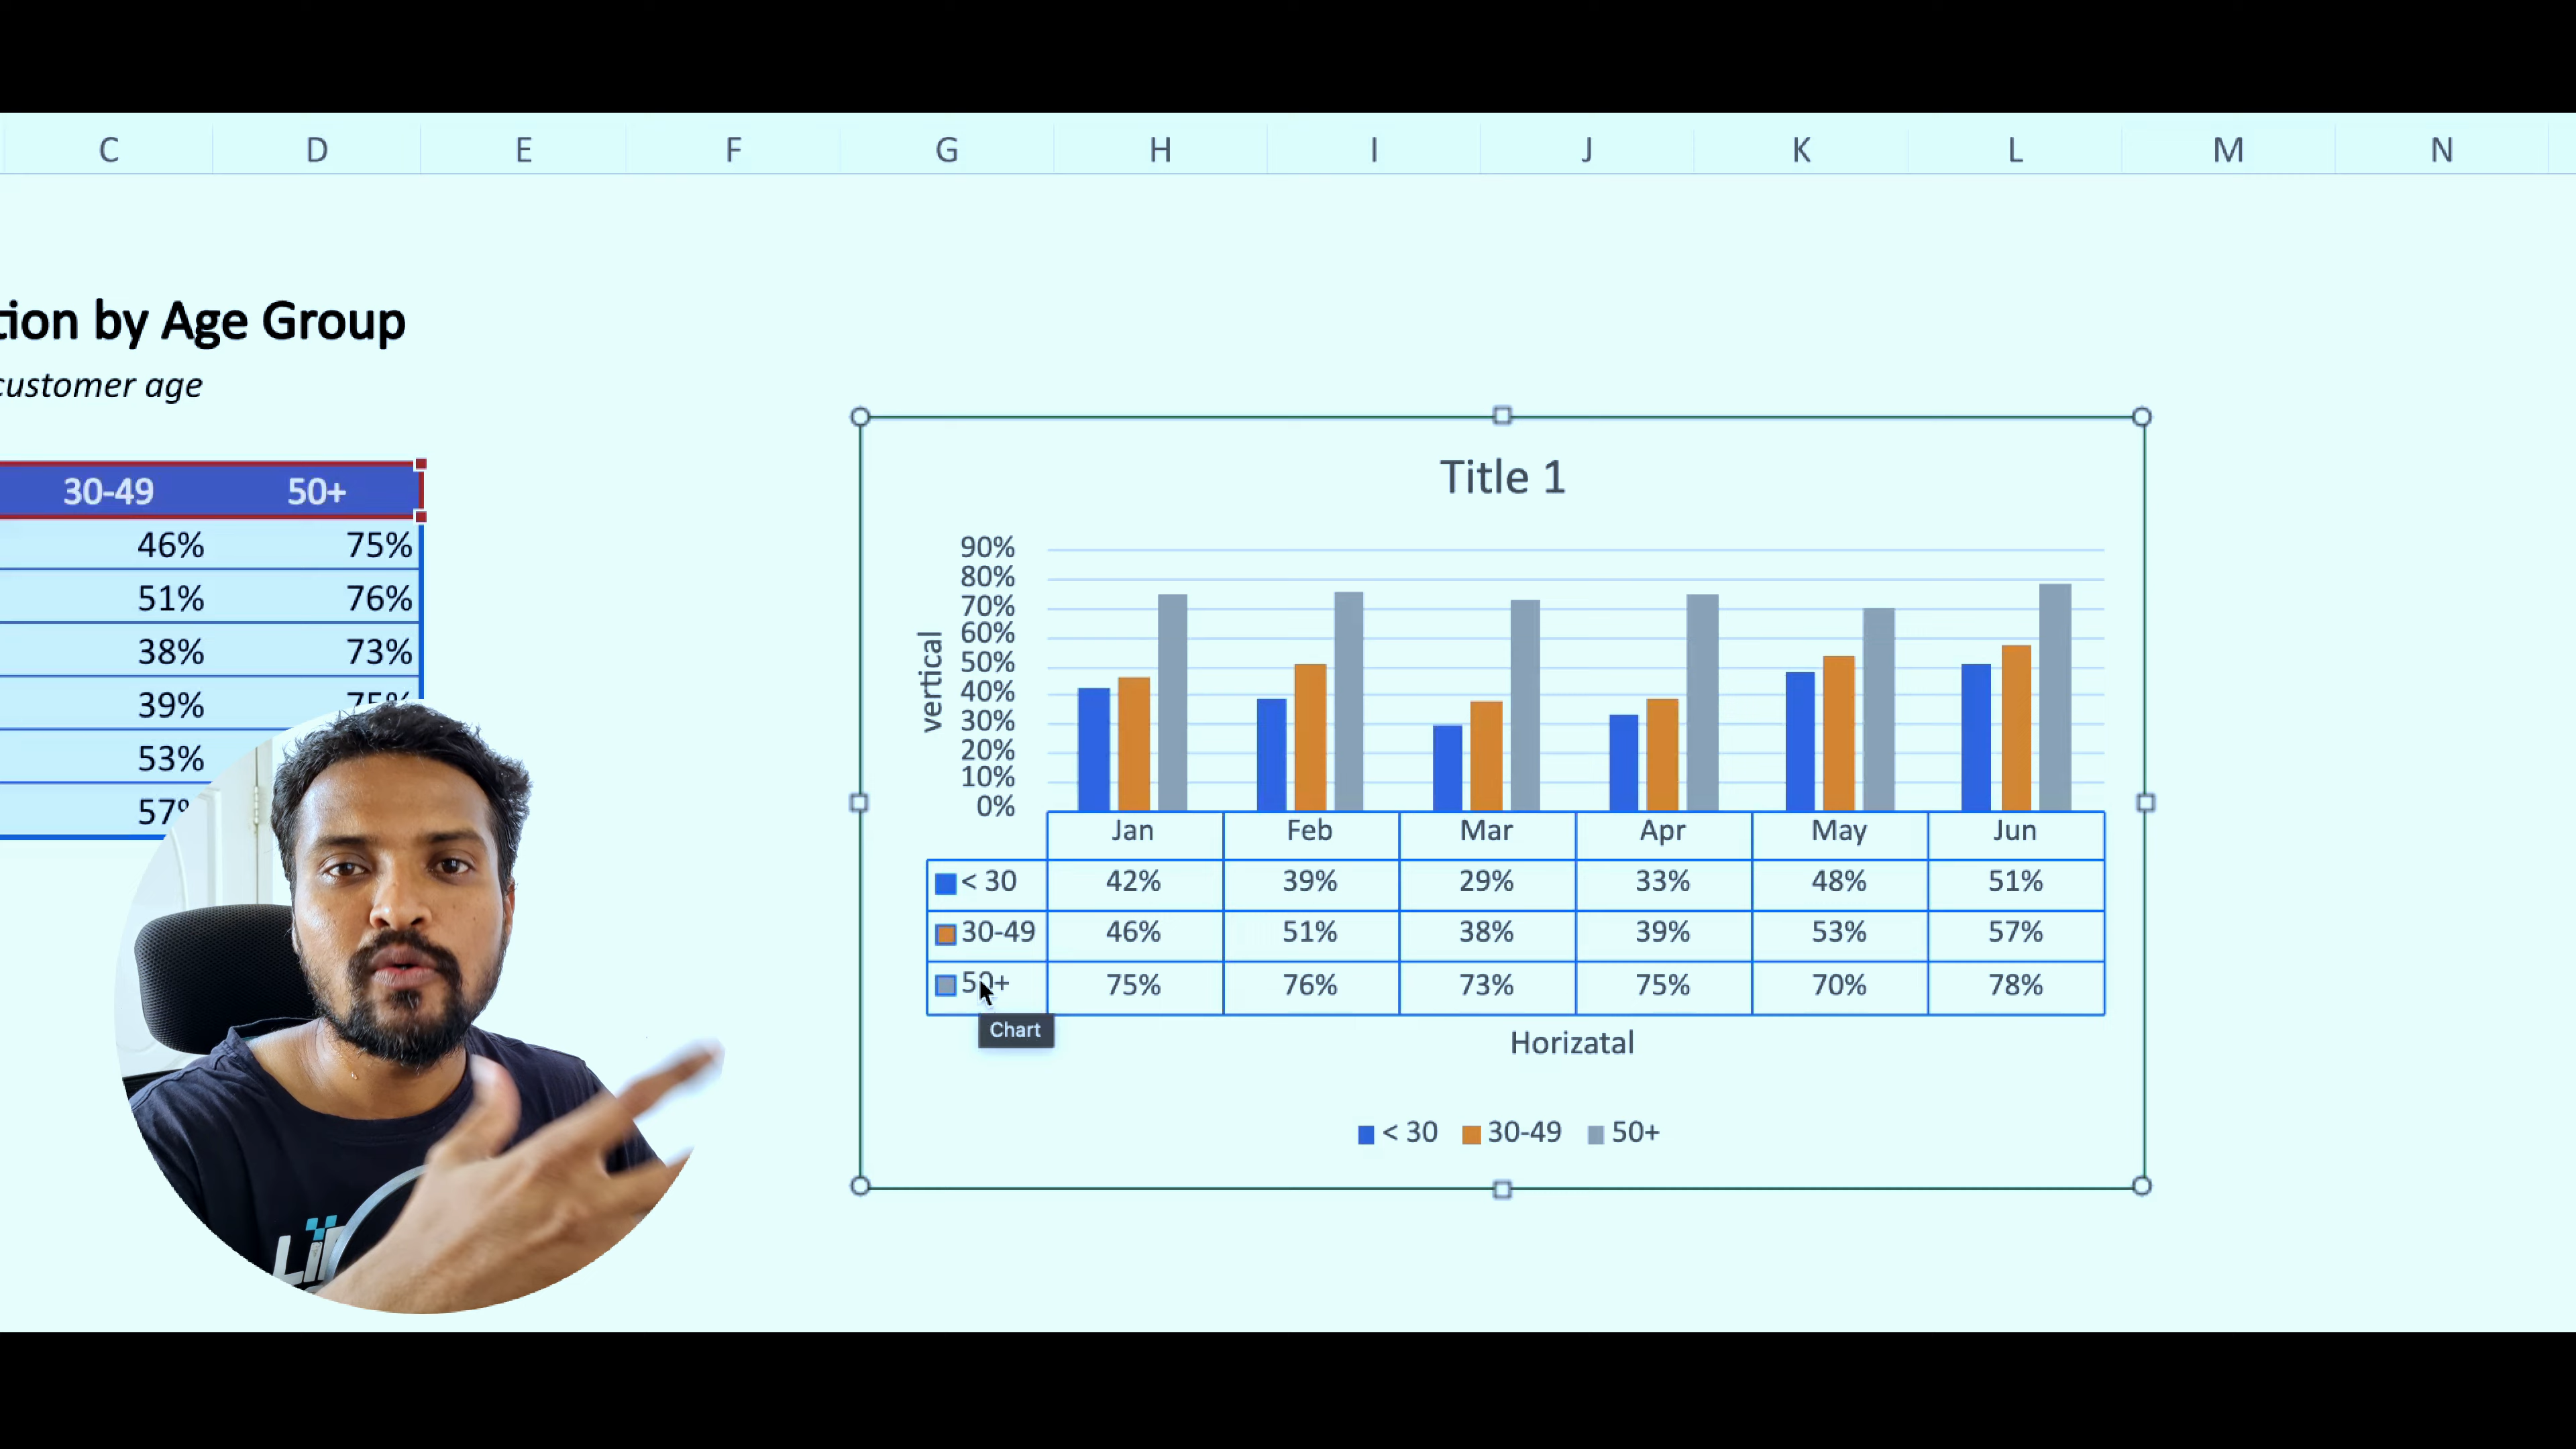 C D E F G H I J K L M N
tion by Age Group
customer age
30-49 50+
46% 75%
51% 76%
38% 73%
39% 75%
53%
57%
Title 1
vertical
90%
80%
70%
60%
50%
40%
30%
20%
10%
0%
Jan Feb Mar Apr May Jun
< 30 42% 39% 29% 33% 48% 51%
30-49 46% 51% 38% 39% 53% 57%
50+ 75% 76% 73% 75% 70% 78%
Chart
Horizatal
< 30 30-49 50+